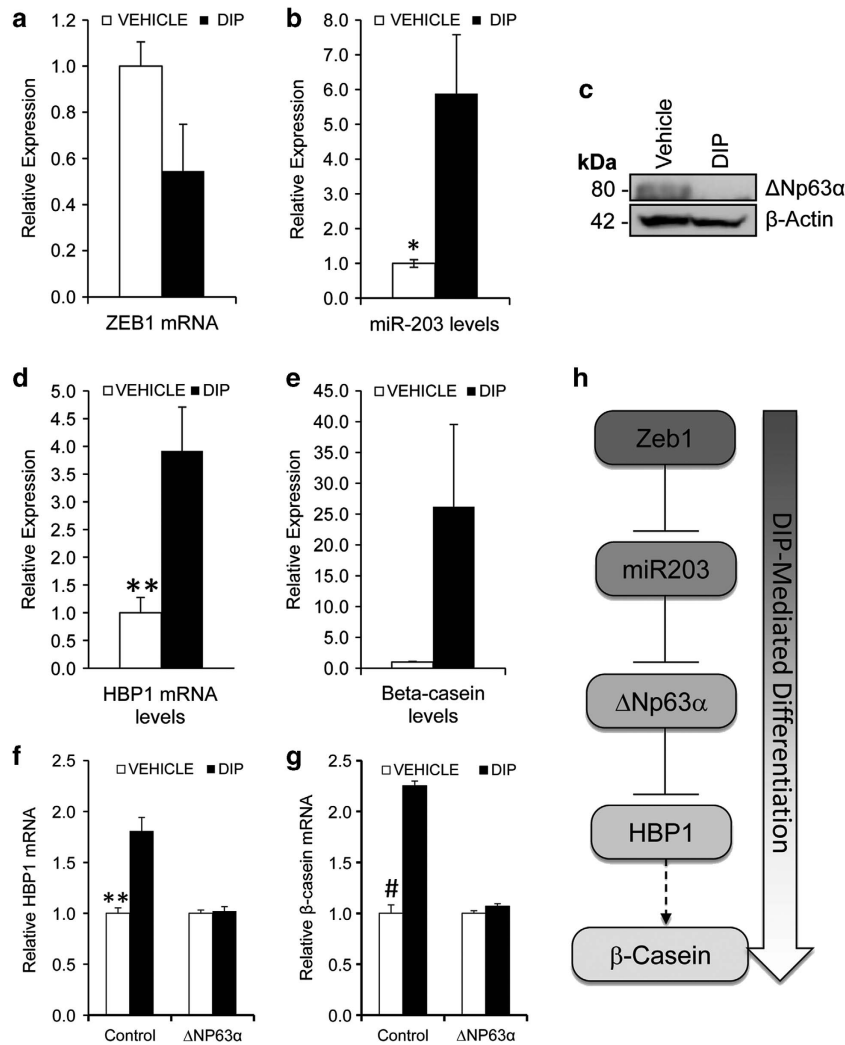 a
VEHICLE DIP
1.2
1.0
0.8
0.6
0.4
0.2
0.0
Relative Expression
ZEB1 mRNA
b
VEHICLE DIP
8.0
7.0
6.0
5.0
4.0
3.0
2.0
1.0
0.0
Relative Expression
*
miR-203 levels
c
Vehicle
DIP
kDa
80 - ΔNp63α
42 - β-Actin
d
VEHICLE DIP
5.0
4.5
4.0
3.5
3.0
2.5
2.0
1.5
1.0
0.5
0.0
Relative Expression
**
HBP1 mRNA
levels
e
VEHICLE DIP
45.0
40.0
35.0
30.0
25.0
20.0
15.0
10.0
5.0
0.0
Relative Expression
Beta-casein
levels
f
VEHICLE DIP
2.5
2.0
1.5
1.0
0.5
0.0
Relative HBP1 mRNA
**
Control ΔNP63α
g
VEHICLE DIP
2.5
2.0
1.5
1.0
0.5
0.0
Relative β-casein mRNA
#
Control ΔNP63α
h
Zeb1
miR203
ΔNp63α
HBP1
β-Casein
DIP-Mediated Differentiation